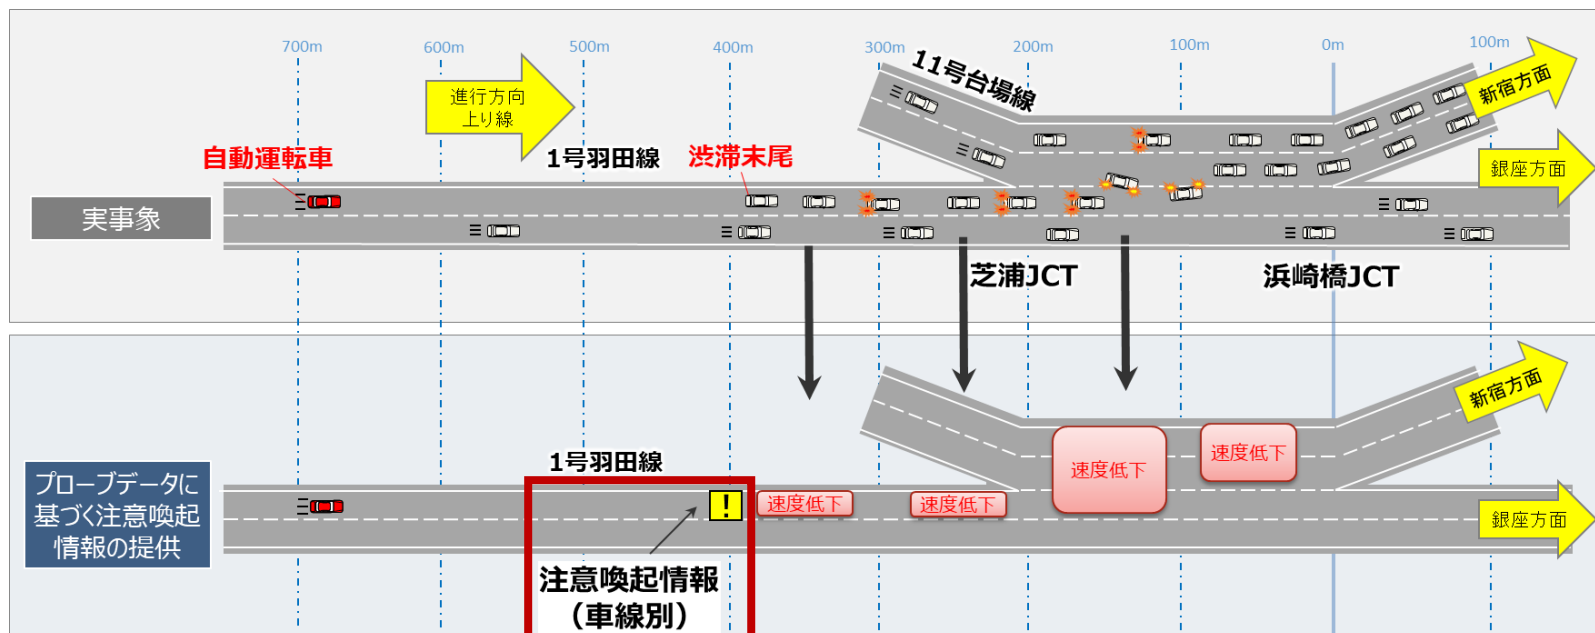 700m
600m
500m
400m
300m
200m
100m
0m
100m
進行方向
上り線
11号台場線
新宿方面
自動運転車
1号羽田線
渋滞末尾
銀座方面
実事象
芝浦JCT
浜崎橋JCT
新宿方面
1号羽田線
速度低下
速度低下
プローブデータに
基づく注意喚起
情報の提供
!
速度低下
速度低下
銀座方面
注意喚起情報
（車線別）